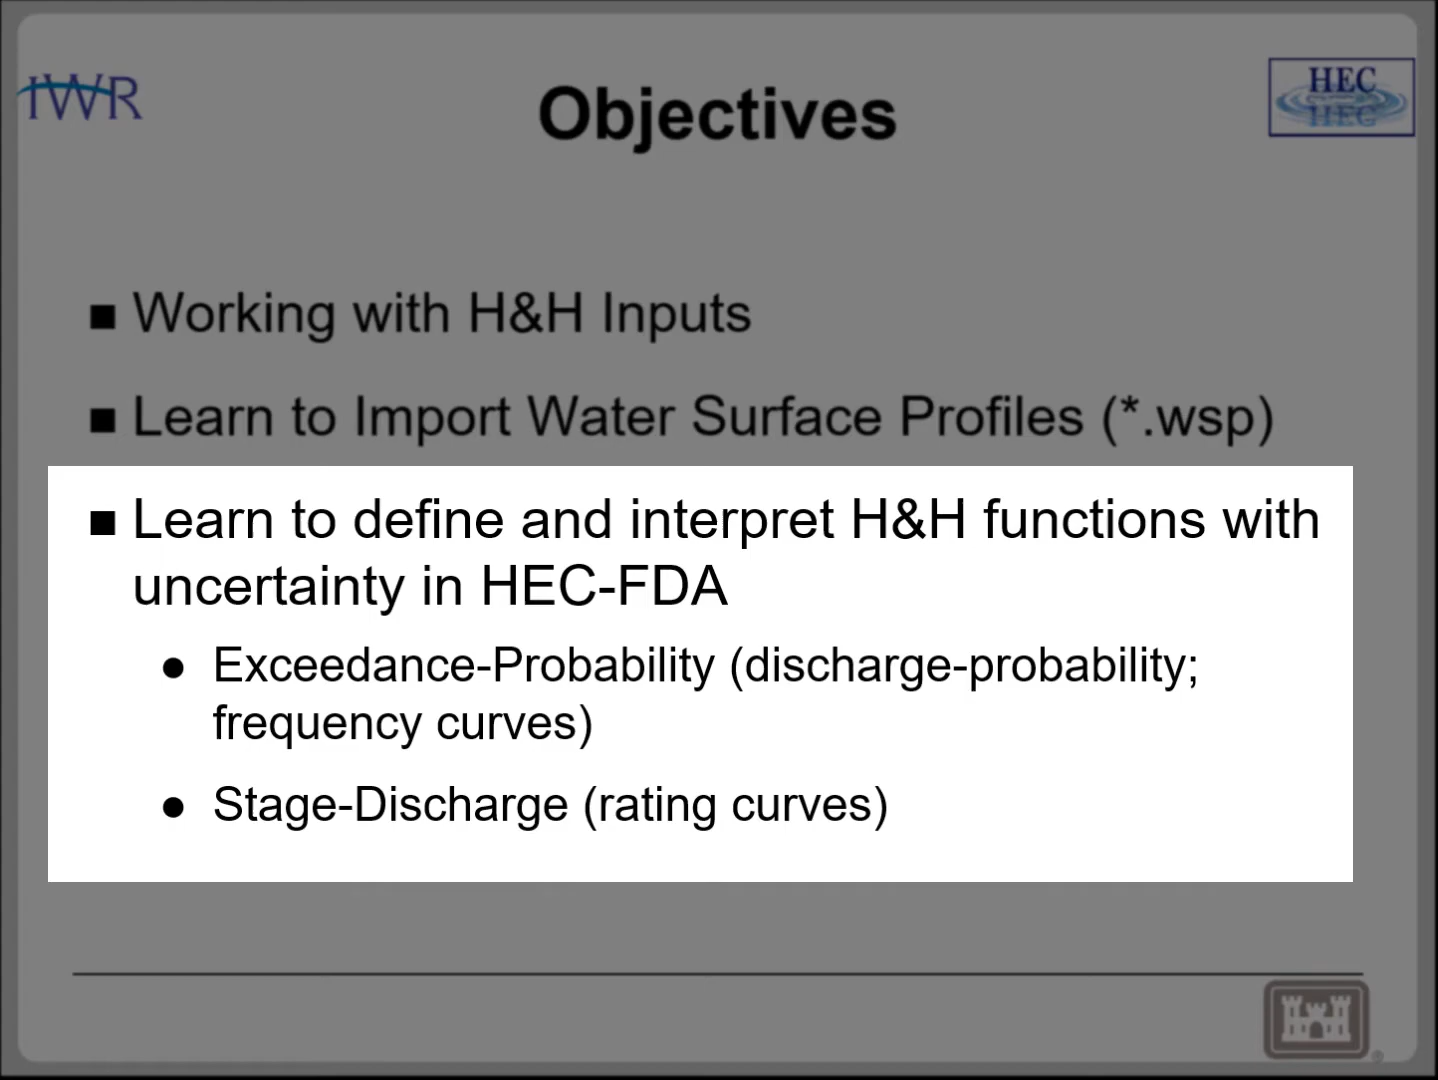 IWR
HEC
HEC
Objectives
■ Working with H&H Inputs
■ Learn to Import Water Surface Profiles (*.wsp)
■ Learn to define and interpret H&H functions with
uncertainty in HEC-FDA
● Exceedance-Probability (discharge-probability;
frequency curves)
● Stage-Discharge (rating curves)
®